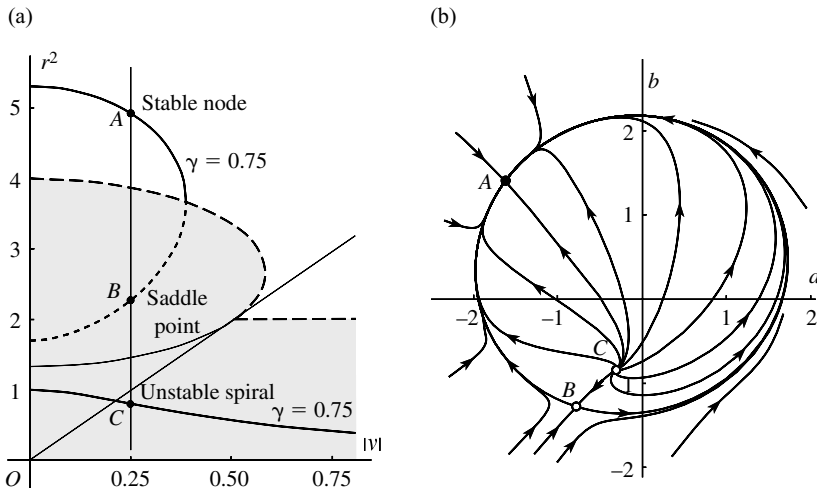 (a)
r²
5
A
Stable node
γ = 0.75
4
3
B
Saddle
point
2
1
C
Unstable spiral
γ = 0.75
|ν|
O
0.25
0.50
0.75
(b)
b
2
A
1
a
−2
−1
1
2
C
1
B
−2